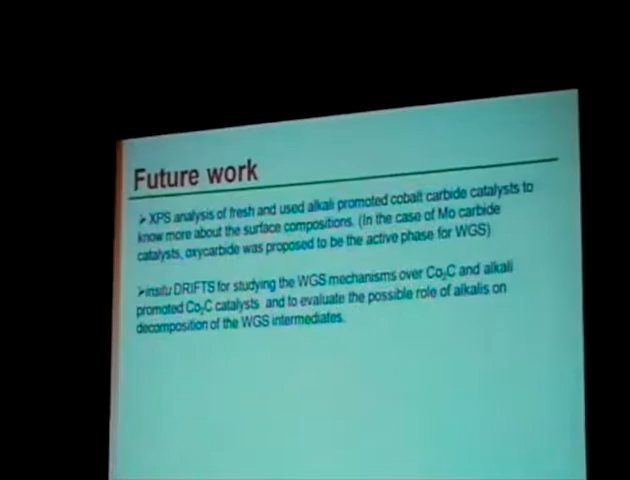 Future work
➢XPS analysis of fresh and used alkali promoted cobalt carbide catalysts to
know more about the surface compositions. (In the case of Mo carbide
catalysts, oxycarbide was proposed to be the active phase for WGS)
➢insitu DRIFTS for studying the WGS mechanisms over Co₂C and alkali
promoted Co₂C catalysts and to evaluate the possible role of alkalis on
decomposition of the WGS intermediates.